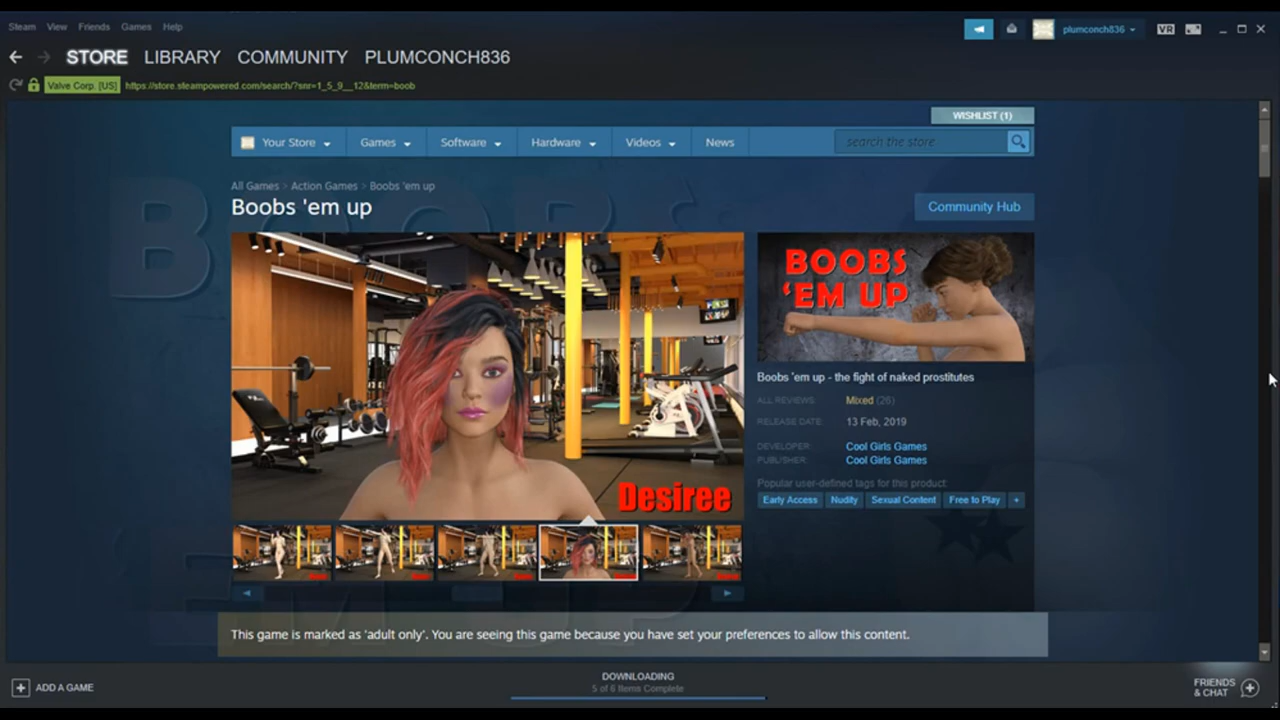 Steam View Friends Games Help
plumconch836
VR
STORE LIBRARY COMMUNITY PLUMCONCH836
Valve Corp. [US] https://store.steampowered.com/search/?snr=1_5_9__12&term=boob
WISHLIST (1)
Your Store Games Software Hardware Videos News search the store
All Games > Action Games > Boobs 'em up
Boobs 'em up
Community Hub
Desiree
BOOBS
'EM UP
Boobs 'em up - the fight of naked prostitutes
ALL REVIEWS: Mixed (26)
RELEASE DATE: 13 Feb, 2019
DEVELOPER: Cool Girls Games
PUBLISHER: Cool Girls Games
Popular user-defined tags for this product:
Early Access Nudity Sexual Content Free to Play +
This game is marked as 'adult only'. You are seeing this game because you have set your preferences to allow this content.
+ ADD A GAME
DOWNLOADING
5 of 6 Items Complete
FRIENDS
& CHAT